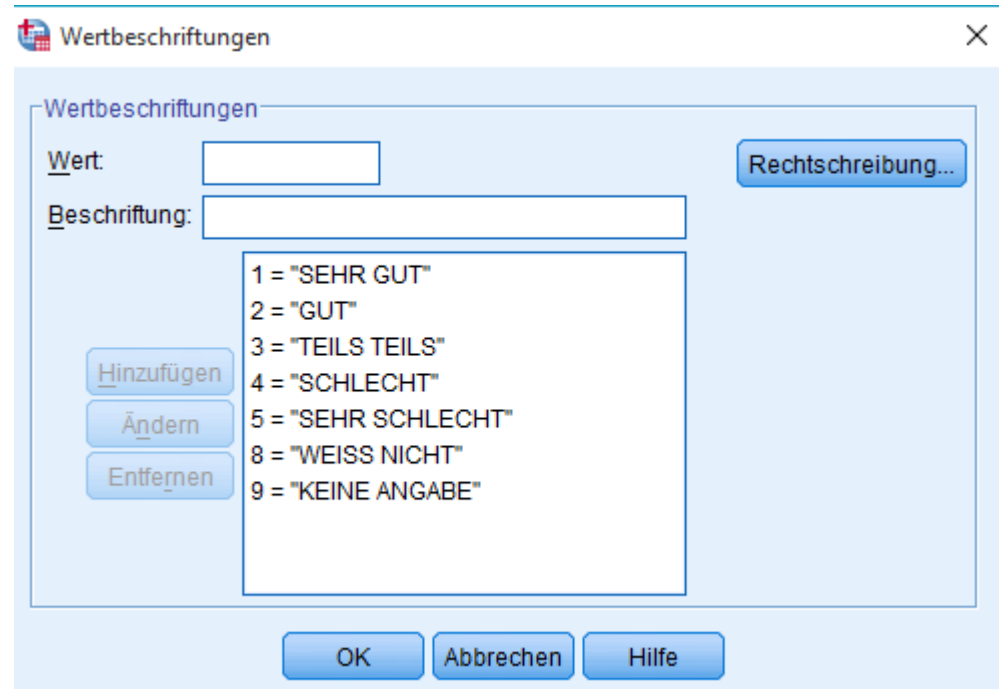 Wertbeschriftungen
Wertbeschriftungen
Wert:
Rechtschreibung...
Beschriftung:
1 = "SEHR GUT"
2 = "GUT"
3 = "TEILS TEILS"
4 = "SCHLECHT"
5 = "SEHR SCHLECHT"
8 = "WEISS NICHT"
9 = "KEINE ANGABE"
Hinzufügen
Ändern
Entfernen
OK
Abbrechen
Hilfe